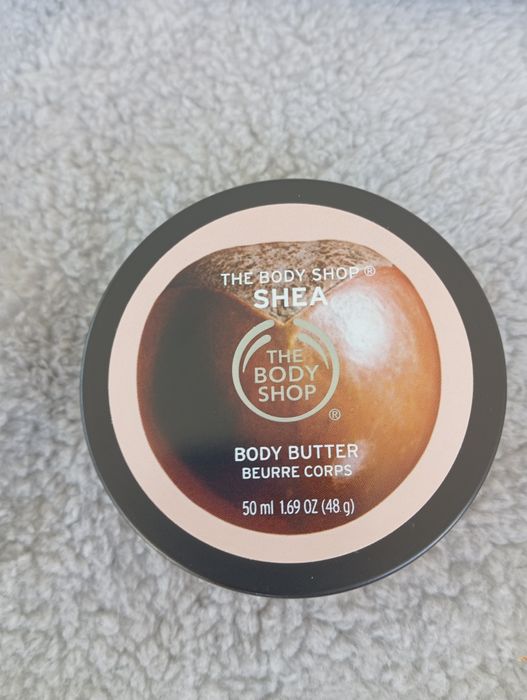 THE BODY SHOP®
SHEA
THE
BODY
SHOP
®
BODY BUTTER
BEURRE CORPS
50 ml 1.69 OZ (48 g)